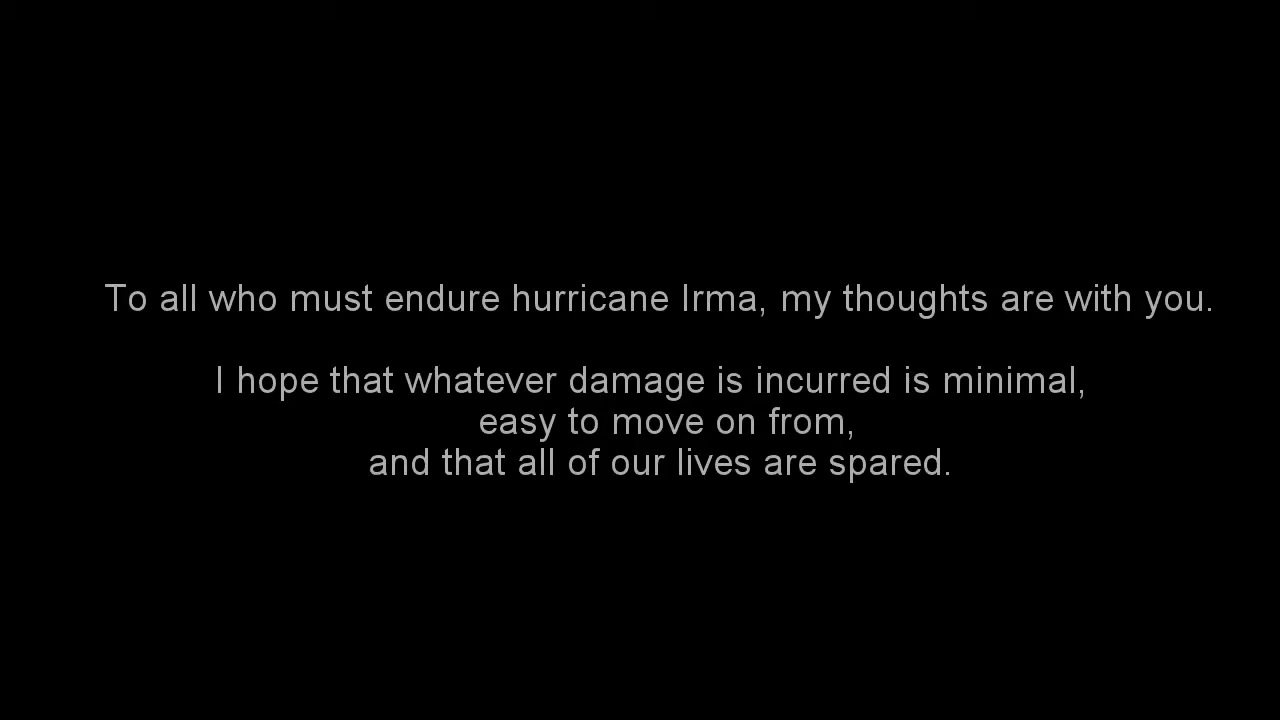 To all who must endure hurricane Irma, my thoughts are with you.
I hope that whatever damage is incurred is minimal,
easy to move on from,
and that all of our lives are spared.